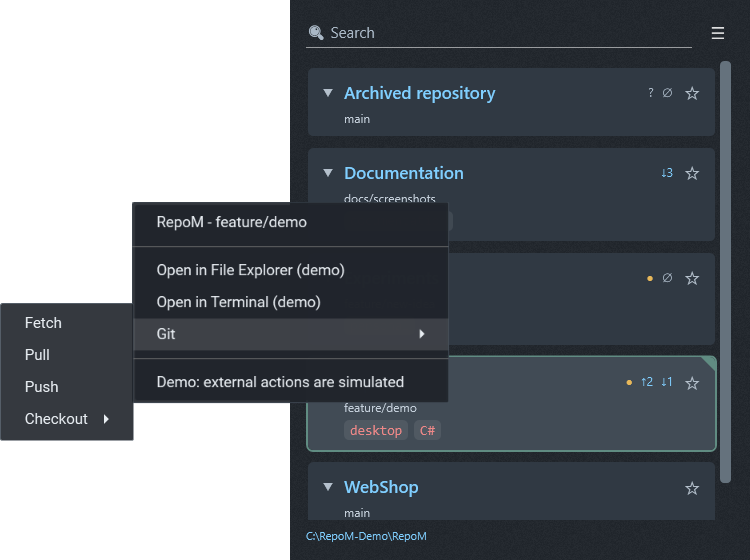 Search
Archived repository
?
main
Documentation
↓3
docs/screenshots
RepoM - feature/demo
Open in File Explorer (demo)
Open in Terminal (demo)
Git
Demo: external actions are simulated
Fetch
Pull
Push
Checkout
↑2 ↓1
feature/demo
desktop C#
WebShop
main
C:\RepoM-Demo\RepoM